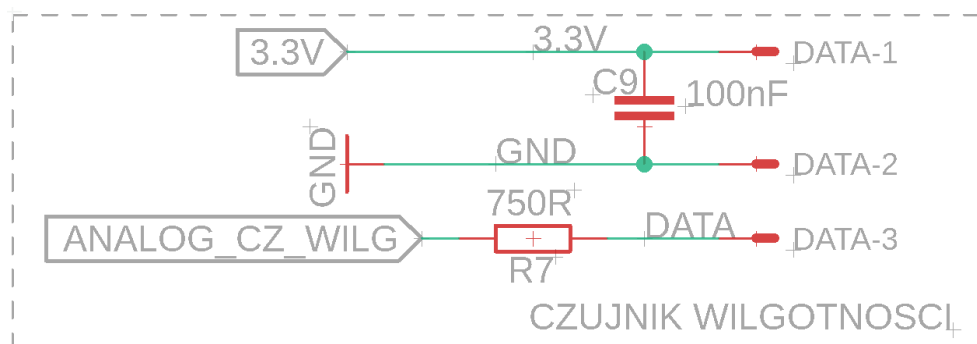 3.3V
3.3V
DATA-1
C9
100nF
GND
GND
DATA-2
750R
ANALOG_CZ_WILG
DATA
DATA-3
R7
CZUJNIK WILGOTNOSCI